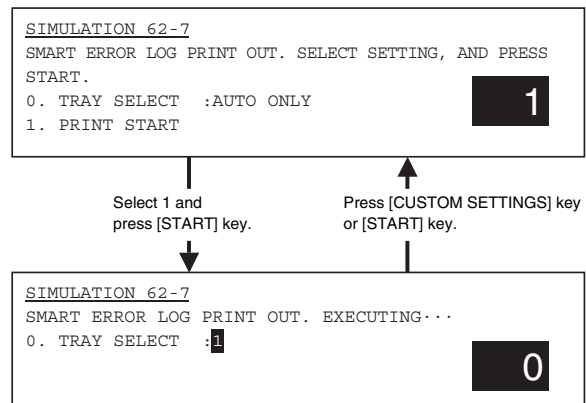 SIMULATION 62-7
SMART ERROR LOG PRINT OUT. SELECT SETTING, AND PRESS
START.
0. TRAY SELECT :AUTO ONLY
1. PRINT START
1
Select 1 and
press [START] key.
Press [CUSTOM SETTINGS] key
or [START] key.
SIMULATION 62-7
SMART ERROR LOG PRINT OUT. EXECUTING···
0. TRAY SELECT :1
0